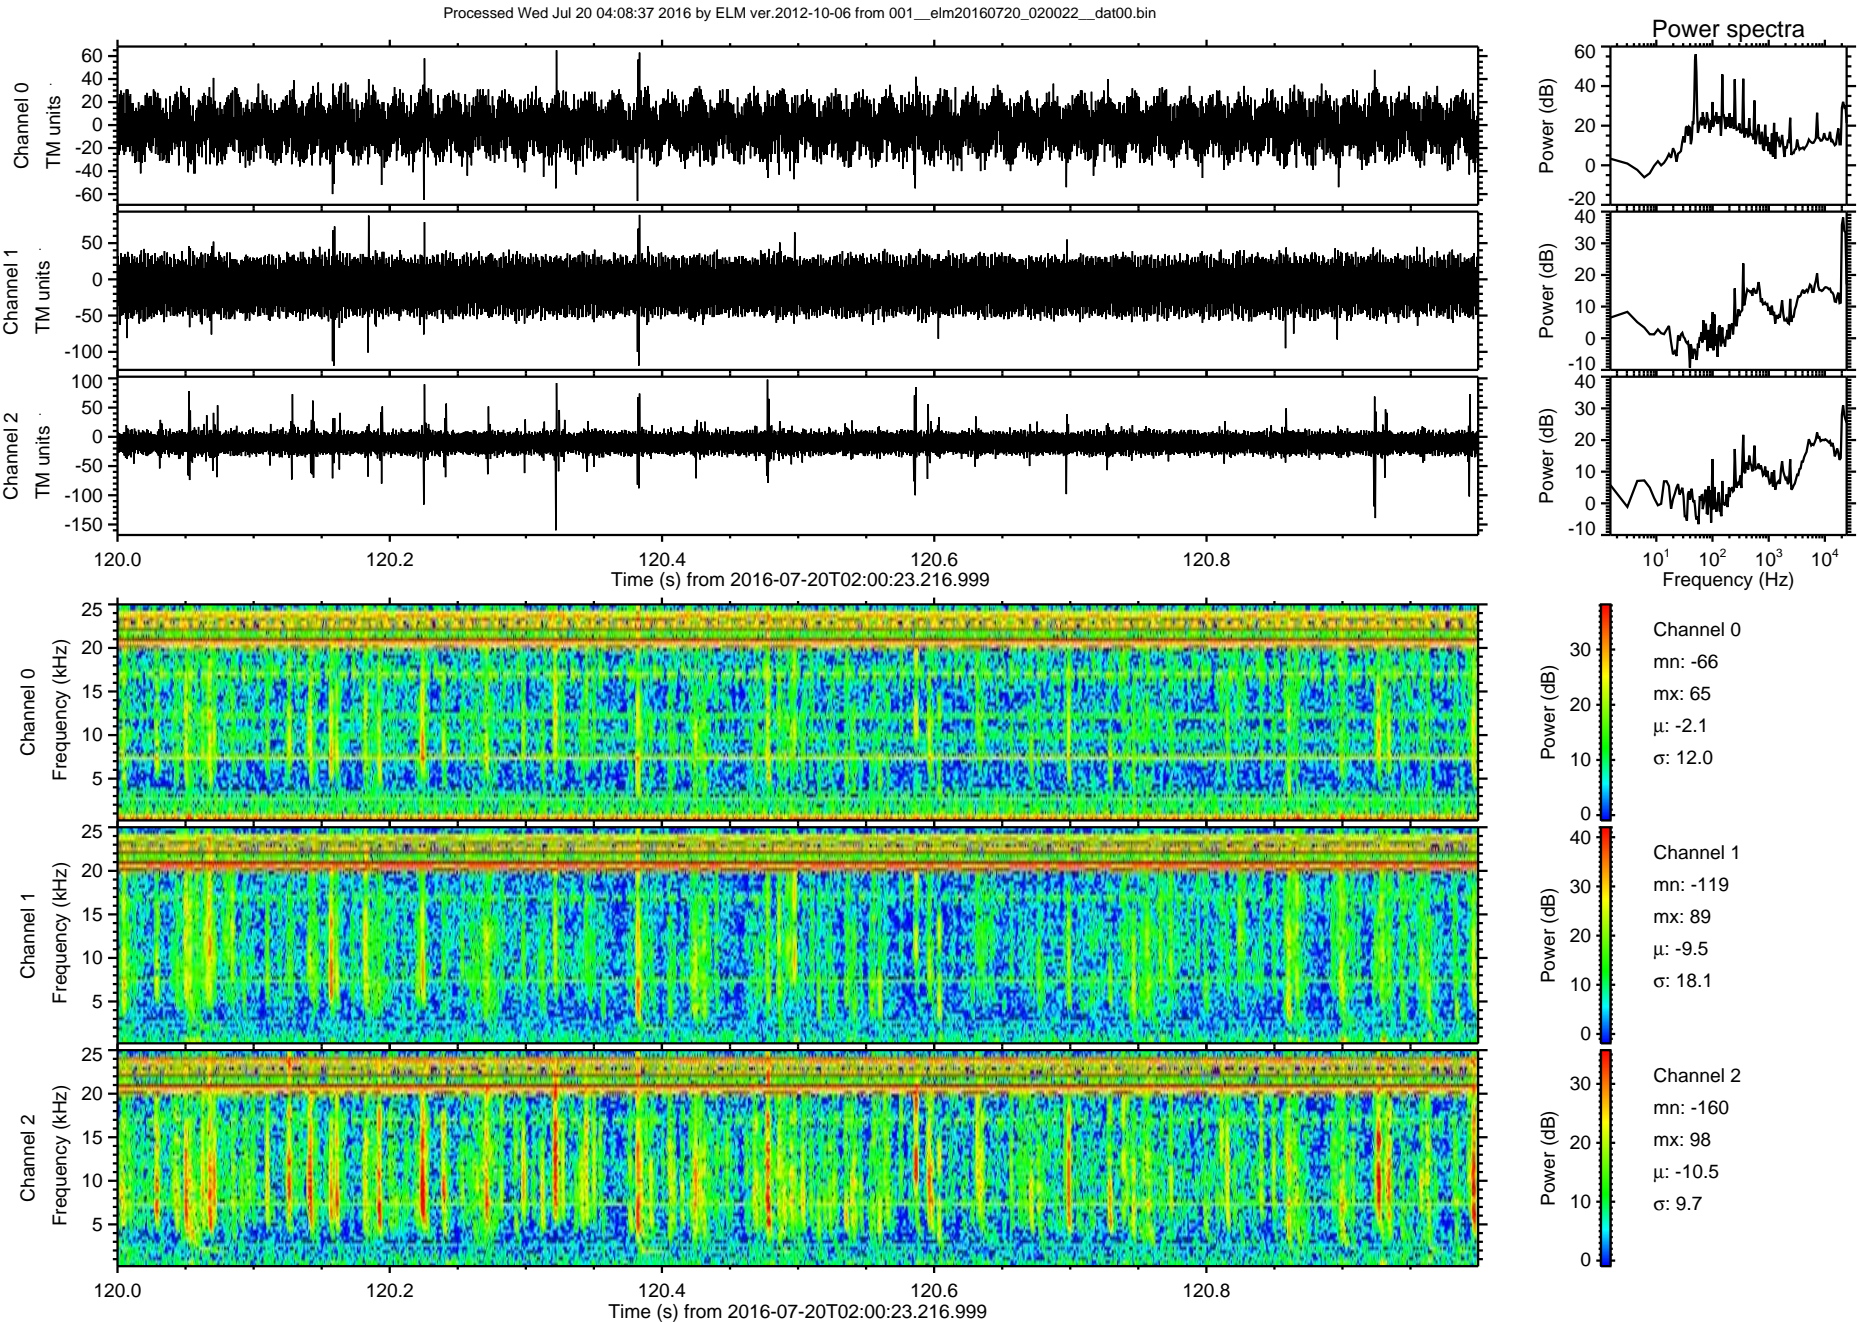 Processed Wed Jul 20 04:08:37 2016 by ELM ver.2012-10-06 from 001__elm20160720_020022__dat00.bin
Power spectra
Channel 0
TM units
60
40
20
0
-20
-40
-60
Power (dB)
60
40
20
0
-20
Channel 1
TM units
50
0
-50
-100
Power (dB)
40
30
20
10
0
-10
Channel 2
TM units
100
50
0
-50
-100
-150
Power (dB)
40
30
20
10
0
-10
120.0
120.2
120.4
120.6
120.8
Time (s) from 2016-07-20T02:00:23.216.999
10^1
10^2
10^3
10^4
Frequency (Hz)
Channel 0
Frequency (kHz)
25
20
15
10
5
Power (dB)
30
20
10
0
Channel 0
mn: -66
mx: 65
μ: -2.1
σ: 12.0
Channel 1
Frequency (kHz)
25
20
15
10
5
Power (dB)
40
30
20
10
0
Channel 1
mn: -119
mx: 89
μ: -9.5
σ: 18.1
Channel 2
Frequency (kHz)
25
20
15
10
5
Power (dB)
30
20
10
0
Channel 2
mn: -160
mx: 98
μ: -10.5
σ: 9.7
120.0
120.2
120.4
120.6
120.8
Time (s) from 2016-07-20T02:00:23.216.999